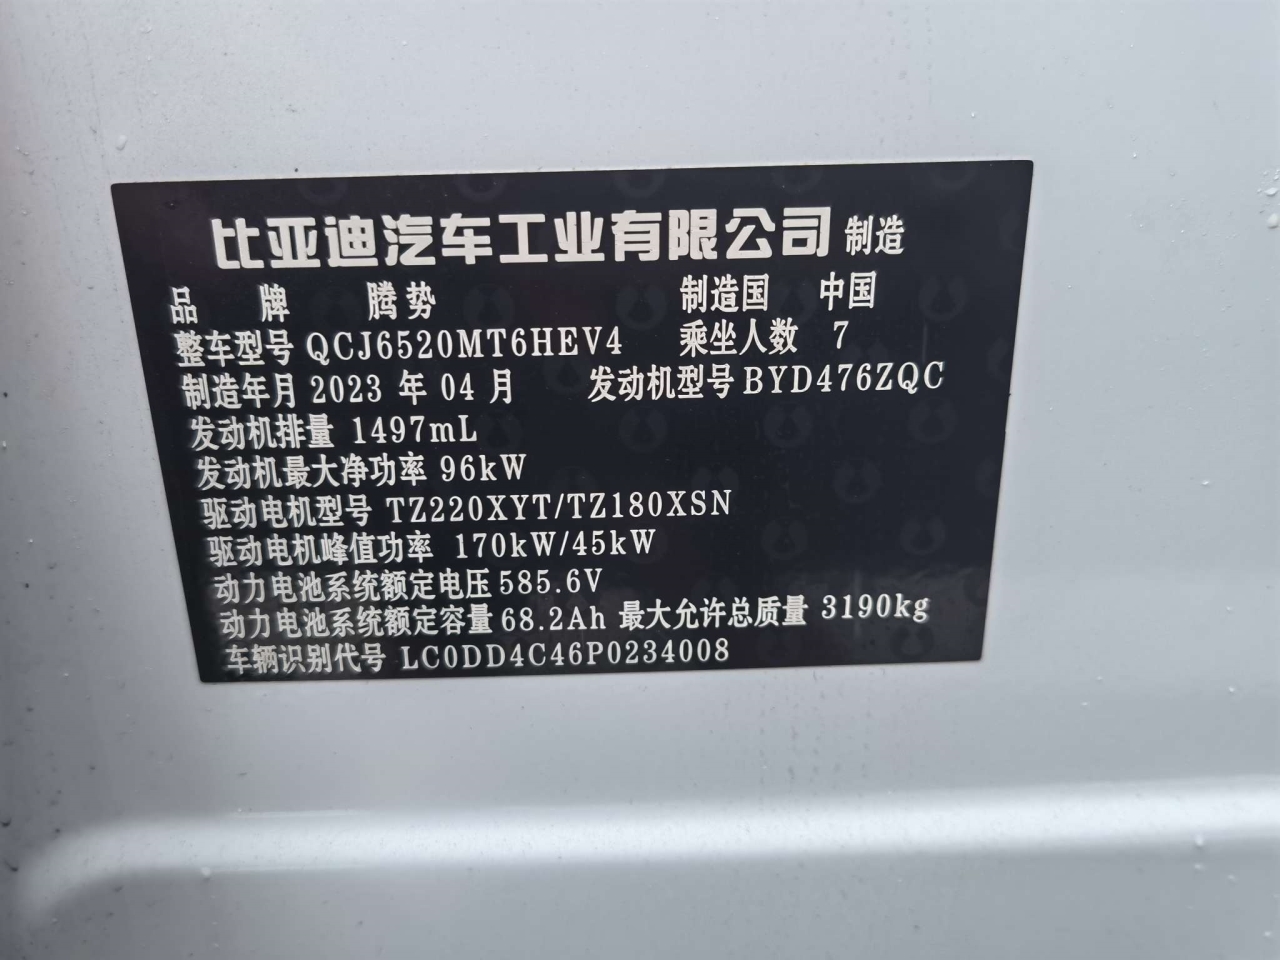 比亚迪汽车工业有限公司 制造
品 牌 腾势 制造国 中国
整车型号 QCJ6520MT6HEV4 乘坐人数 7
制造年月 2023 年 04 月 发动机型号 BYD476ZQC
发动机排量 1497mL
发动机最大净功率 96kW
驱动电机型号 TZ220XYT/TZ180XSN
驱动电机峰值功率 170kW/45kW
动力电池系统额定电压 585.6V
动力电池系统额定容量 68.2Ah 最大允许总质量 3190kg
车辆识别代号 LC0DD4C46P0234008